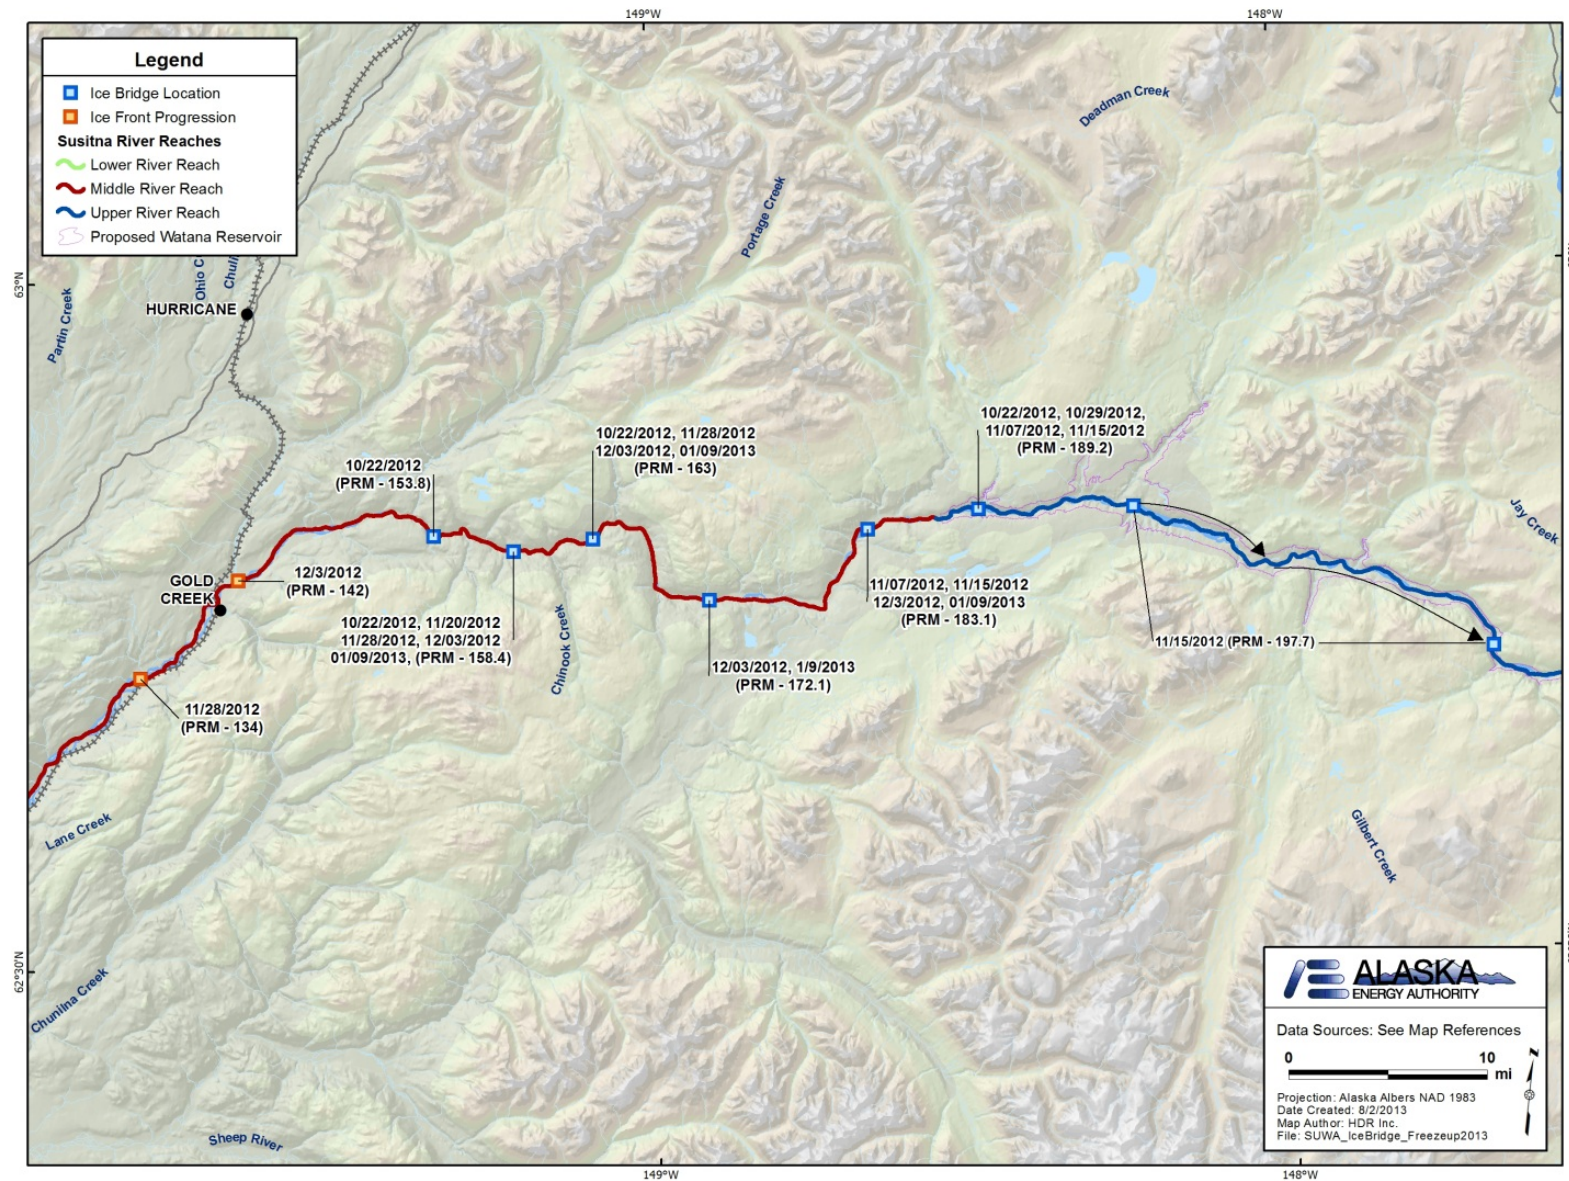 149°W
148°W
Legend
Ice Bridge Location
Ice Front Progression
Susitna River Reaches
Lower River Reach
Middle River Reach
Upper River Reach
Proposed Watana Reservoir
Deadman Creek
Portage Creek
63°N
Partin Creek
Ohio C
Chuli
HURRICANE
10/22/2012, 10/29/2012,
11/07/2012, 11/15/2012
(PRM - 189.2)
10/22/2012, 11/28/2012
12/03/2012, 01/09/2013
(PRM - 163)
10/22/2012
(PRM - 153.8)
Jay Creek
GOLD
CREEK
12/3/2012
(PRM - 142)
11/07/2012, 11/15/2012
12/3/2012, 01/09/2013
(PRM - 183.1)
10/22/2012, 11/20/2012
11/28/2012, 12/03/2012
01/09/2013, (PRM - 158.4)
Chinook Creek
11/15/2012 (PRM - 197.7)
12/03/2012, 1/9/2013
(PRM - 172.1)
11/28/2012
(PRM - 134)
Lane Creek
Gilbert Creek
62°30'N
Chunilna Creek
Sheep River
ALASKA
ENERGY AUTHORITY
Data Sources: See Map References
0 10
mi
Z
Projection: Alaska Albers NAD 1983
Date Created: 8/2/2013
Map Author: HDR Inc.
File: SUWA_IceBridge_Freezeup2013
149°W
148°W